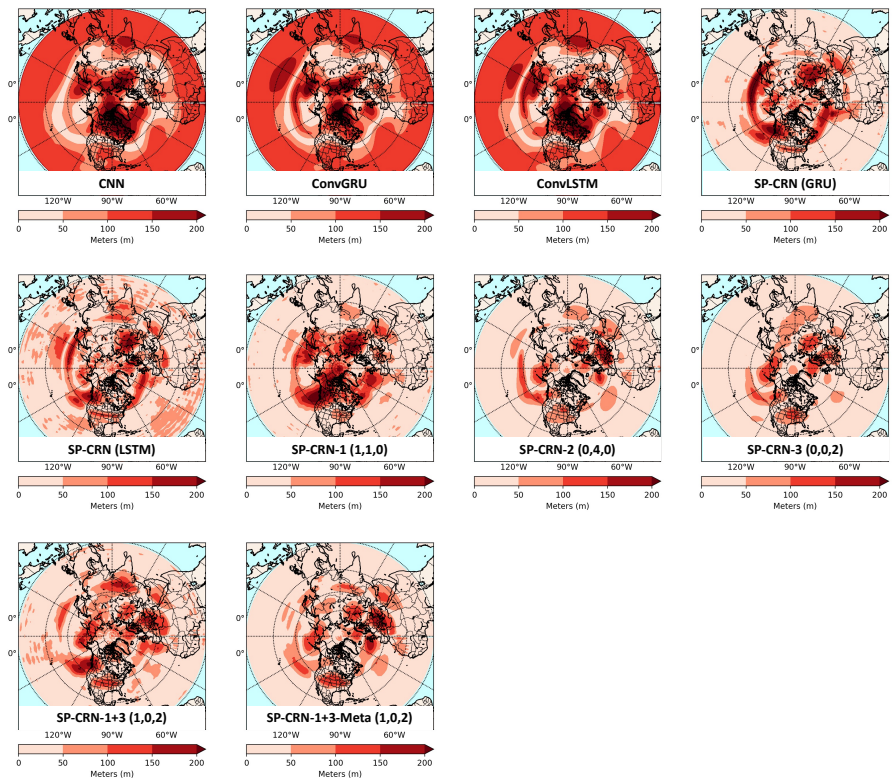 CNN ConvGRU ConvLSTM SP-CRN (GRU)
0° 0° 0° 0°
0° 0° 0° 0°
120°W 90°W 60°W 120°W 90°W 60°W 120°W 90°W 60°W 120°W 90°W 60°W
0 50 100 150 200 0 50 100 150 200 0 50 100 150 200 0 50 100 150 200
Meters (m) Meters (m) Meters (m) Meters (m)
0° 0° 0° 0°
0° 0° 0° 0°
SP-CRN (LSTM) SP-CRN-1 (1,1,0) SP-CRN-2 (0,4,0) SP-CRN-3 (0,0,2)
120°W 90°W 60°W 120°W 90°W 60°W 120°W 90°W 60°W 120°W 90°W 60°W
0 50 100 150 200 0 50 100 150 200 0 50 100 150 200 0 50 100 150 200
Meters (m) Meters (m) Meters (m) Meters (m)
0° 0°
0° 0°
SP-CRN-1+3 (1,0,2) SP-CRN-1+3-Meta (1,0,2)
120°W 90°W 60°W 120°W 90°W 60°W
0 50 100 150 200 0 50 100 150 200
Meters (m) Meters (m)